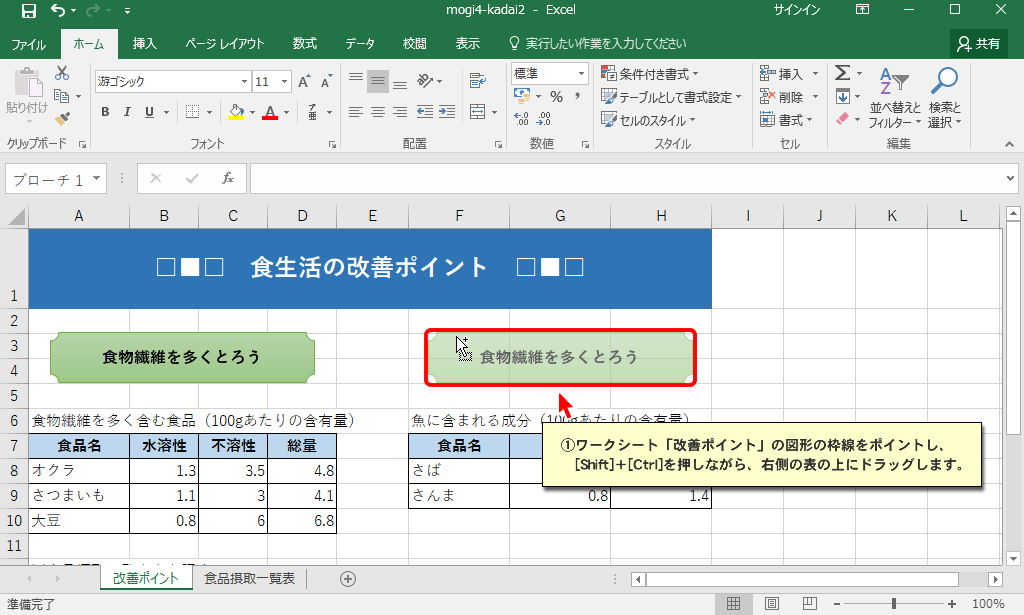 mogi4-kadai2 - Excel
サインイン
ファイル ホーム 挿入 ページ レイアウト 数式 データ 校閲 表示 実行したい作業を入力してください 共有
貼り付け
クリップボード
游ゴシック 11
B I U
フォント
配置
標準
% ,
数値
条件付き書式
テーブルとして書式設定
セルのスタイル
スタイル
挿入
削除
書式
セル
Σ
並べ替えと
フィルター
検索と
選択
編集
ブローチ 1
fx
A B C D E F G H I J K L
1 □■□ 食生活の改善ポイント □■□
2
3
食物繊維を多くとろう 食物繊維を多くとろう
4
5
6 食物繊維を多く含む食品（100gあたりの含有量） 魚に含まれる成分（100gあたりの含有量）
7 食品名 水溶性 不溶性 総量 食品名
8 オクラ 1.3 3.5 4.8 さば
9 さつまいも 1.1 3 4.1 さんま 0.8 1.4
10 大豆 0.8 6 6.8
11
①ワークシート「改善ポイント」の図形の枠線をポイントし、
[Shift]+[Ctrl]を押しながら、右側の表の上にドラッグします。
改善ポイント 食品摂取一覧表
準備完了
100%